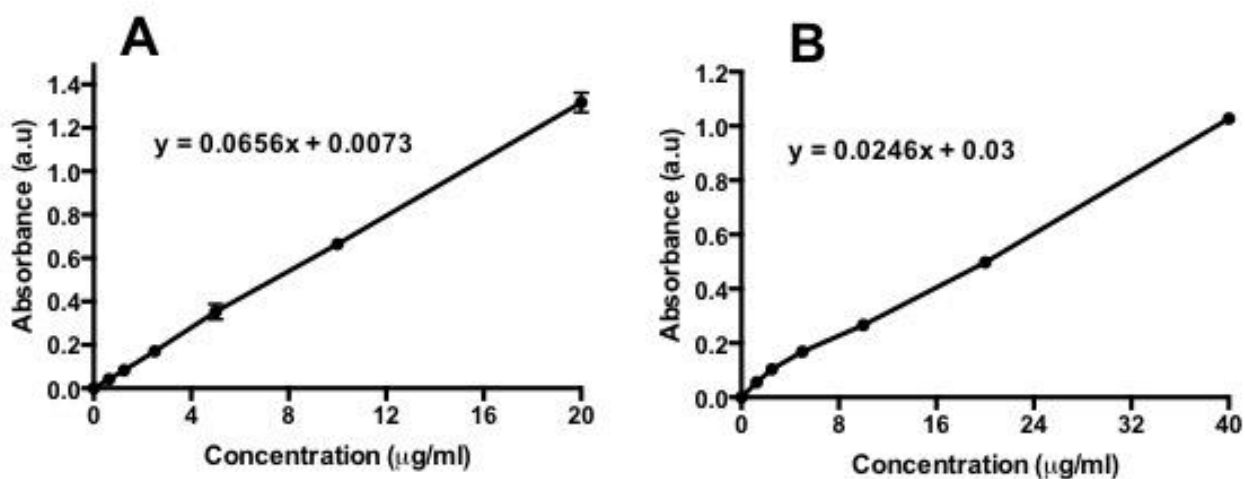 A
1.4
1.2
1.0
0.8
0.6
0.4
0.2
0.0
y = 0.0656x + 0.0073
Absorbance (a.u)
0 4 8 12 16 20
Concentration (μg/ml)
B
1.2
1.0
0.8
0.6
0.4
0.2
0.0
y = 0.0246x + 0.03
Absorbance (a.u)
0 8 16 24 32 40
Concentration (μg/ml)